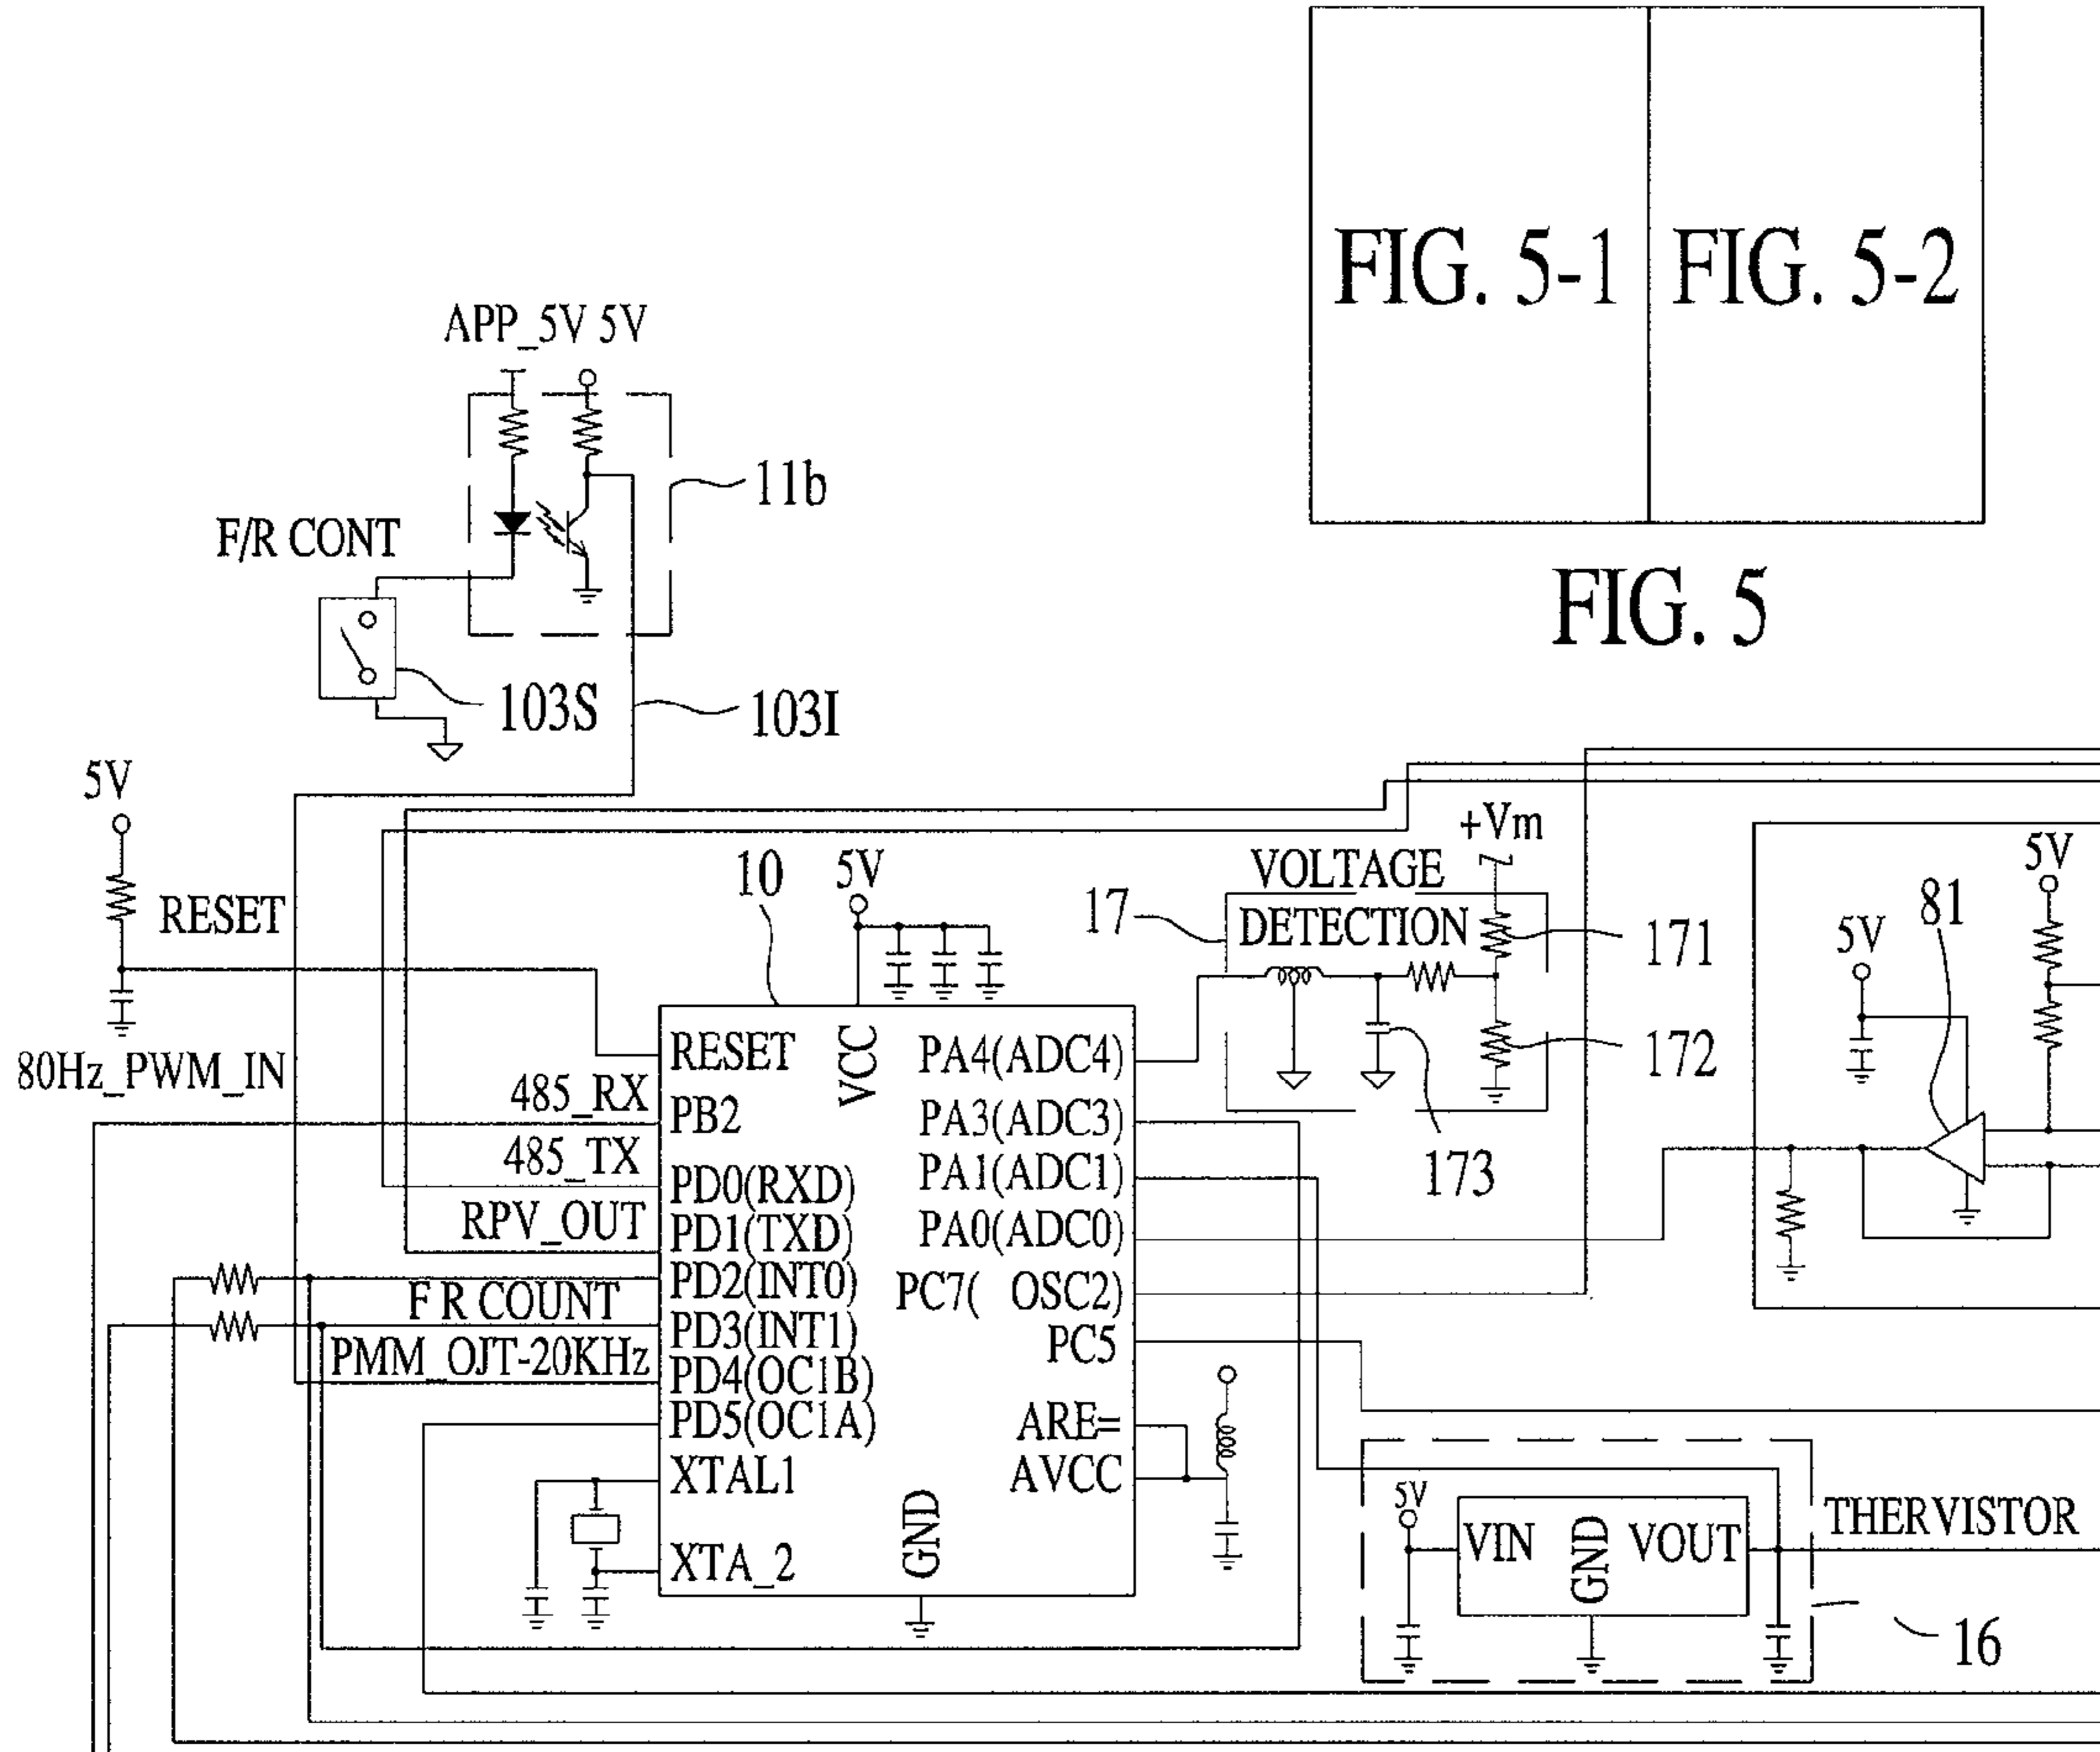 FIG. 5-1
FIG. 5-2
FIG. 5
APP_5V 5V
11b
F/R CONT
103S
103I
5V
RESET
80Hz_PWM_IN
10
5V
17
VOLTAGE
DETECTION
+Vm
171
172
173
485_RX
485_TX
RPV_OUT
F R COUNT
PMM_OJT-20KHz
RESET
PB2
PD0(RXD)
PD1(TXD)
PD2(INT0)
PD3(INT1)
PD4(OC1B)
PD5(OC1A)
XTAL1
XTA_2
VCC
GND
PA4(ADC4)
PA3(ADC3)
PA1(ADC1)
PA0(ADC0)
PC7( OSC2)
PC5
ARE=
AVCC
5V
81
5V
5V
VIN
GND
VOUT
THERVISTOR
16